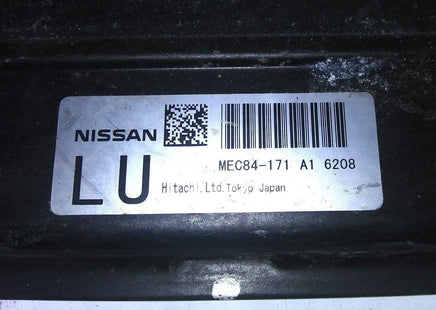 NISSAN
LU
MEC84-171 A1 6208
Hitachi,Ltd.Tokyo Japan